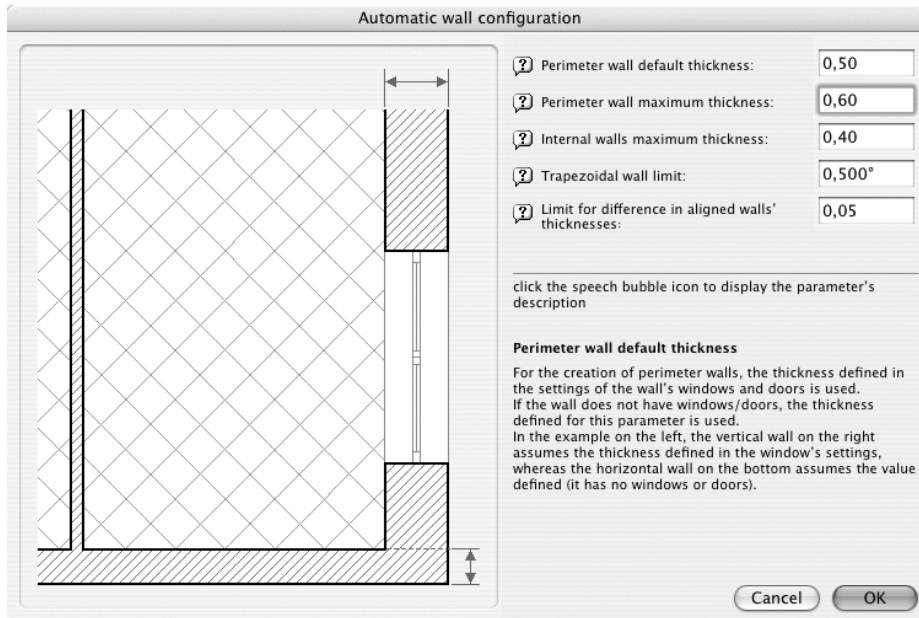 Automatic wall configuration
Perimeter wall default thickness: 0,50
Perimeter wall maximum thickness: 0,60
Internal walls maximum thickness: 0,40
Trapezoidal wall limit: 0,500°
Limit for difference in aligned walls' 0,05
thicknesses:
click the speech bubble icon to display the parameter's
description
Perimeter wall default thickness
For the creation of perimeter walls, the thickness defined in
the settings of the wall's windows and doors is used.
If the wall does not have windows/doors, the thickness
defined for this parameter is used.
In the example on the left, the vertical wall on the right
assumes the thickness defined in the window's settings,
whereas the horizontal wall on the bottom assumes the value
defined (it has no windows or doors).
Cancel OK